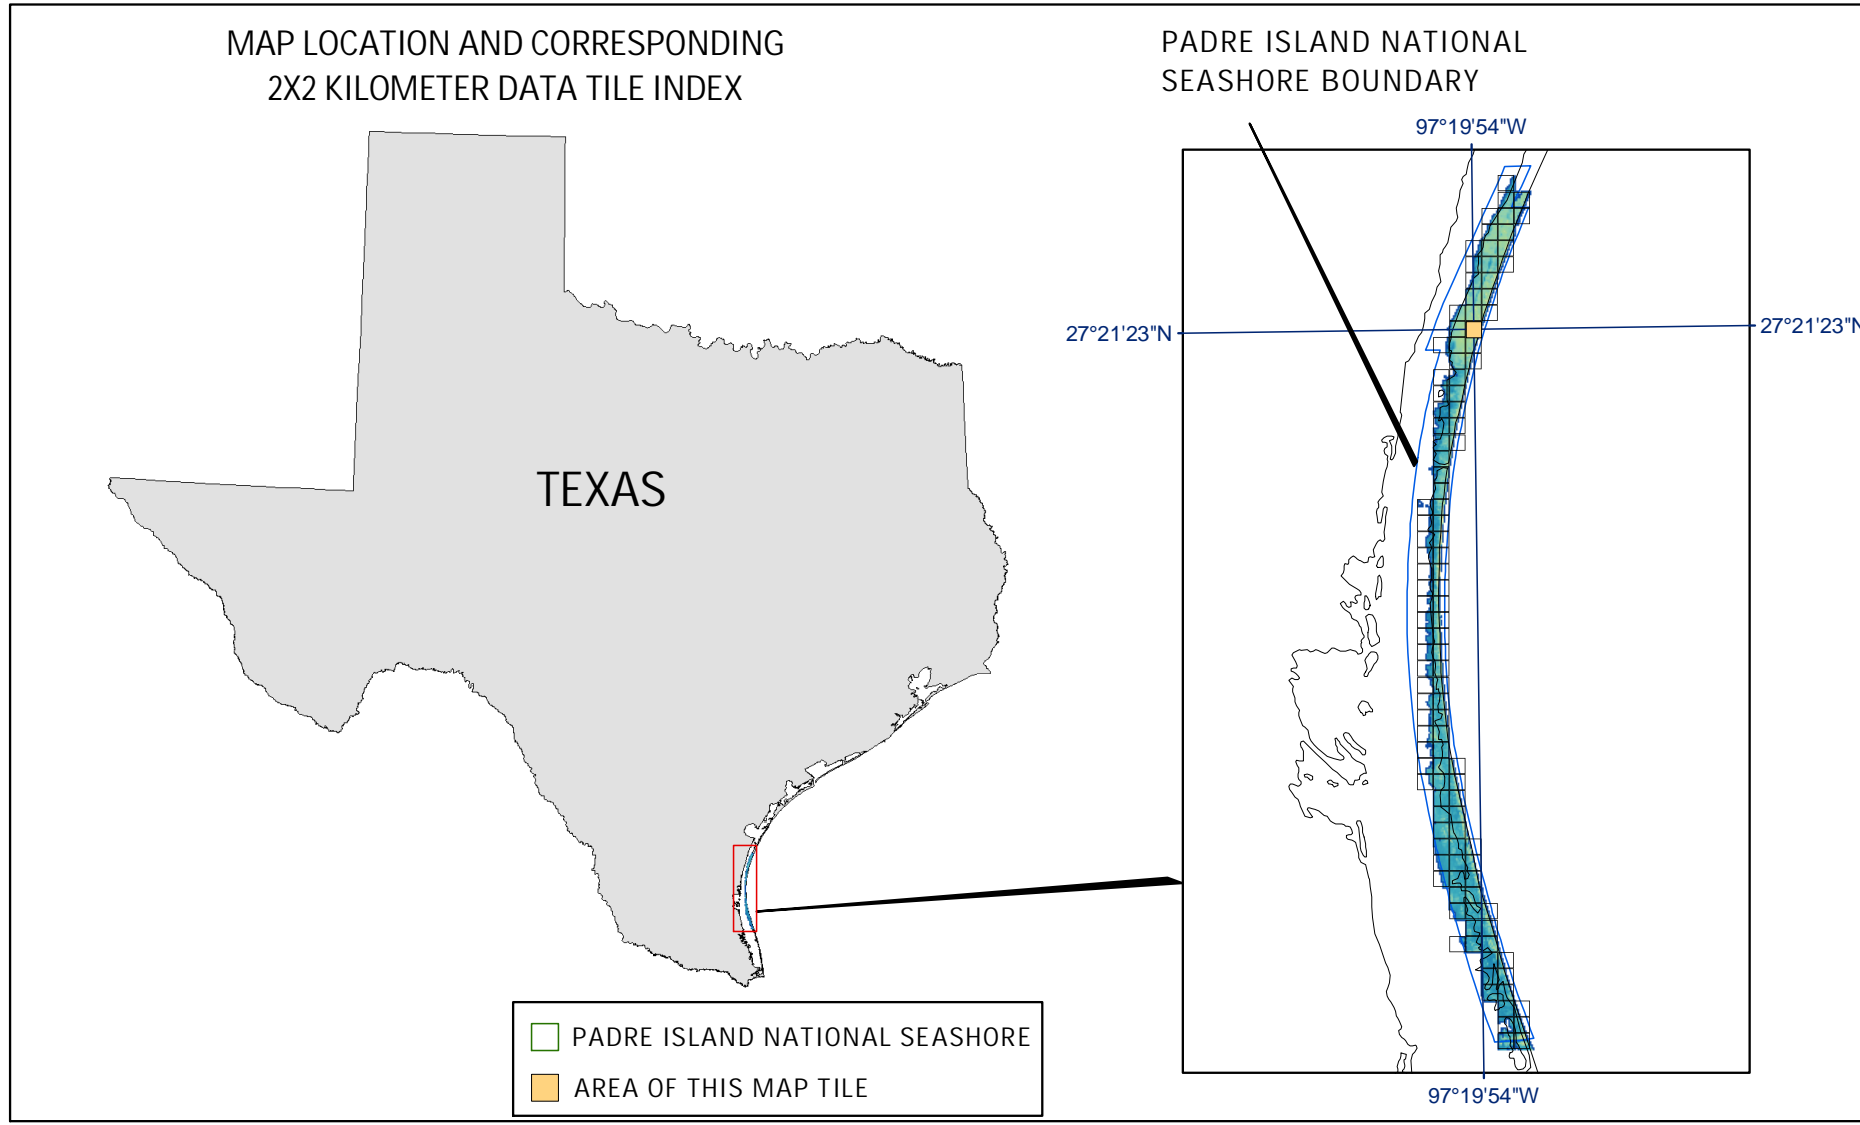 MAP LOCATION AND CORRESPONDING
2X2 KILOMETER DATA TILE INDEX
PADRE ISLAND NATIONAL
SEASHORE BOUNDARY
97°19'54"W
27°21'23"N
27°21'23"N
TEXAS
PADRE ISLAND NATIONAL SEASHORE
AREA OF THIS MAP TILE
97°19'54"W